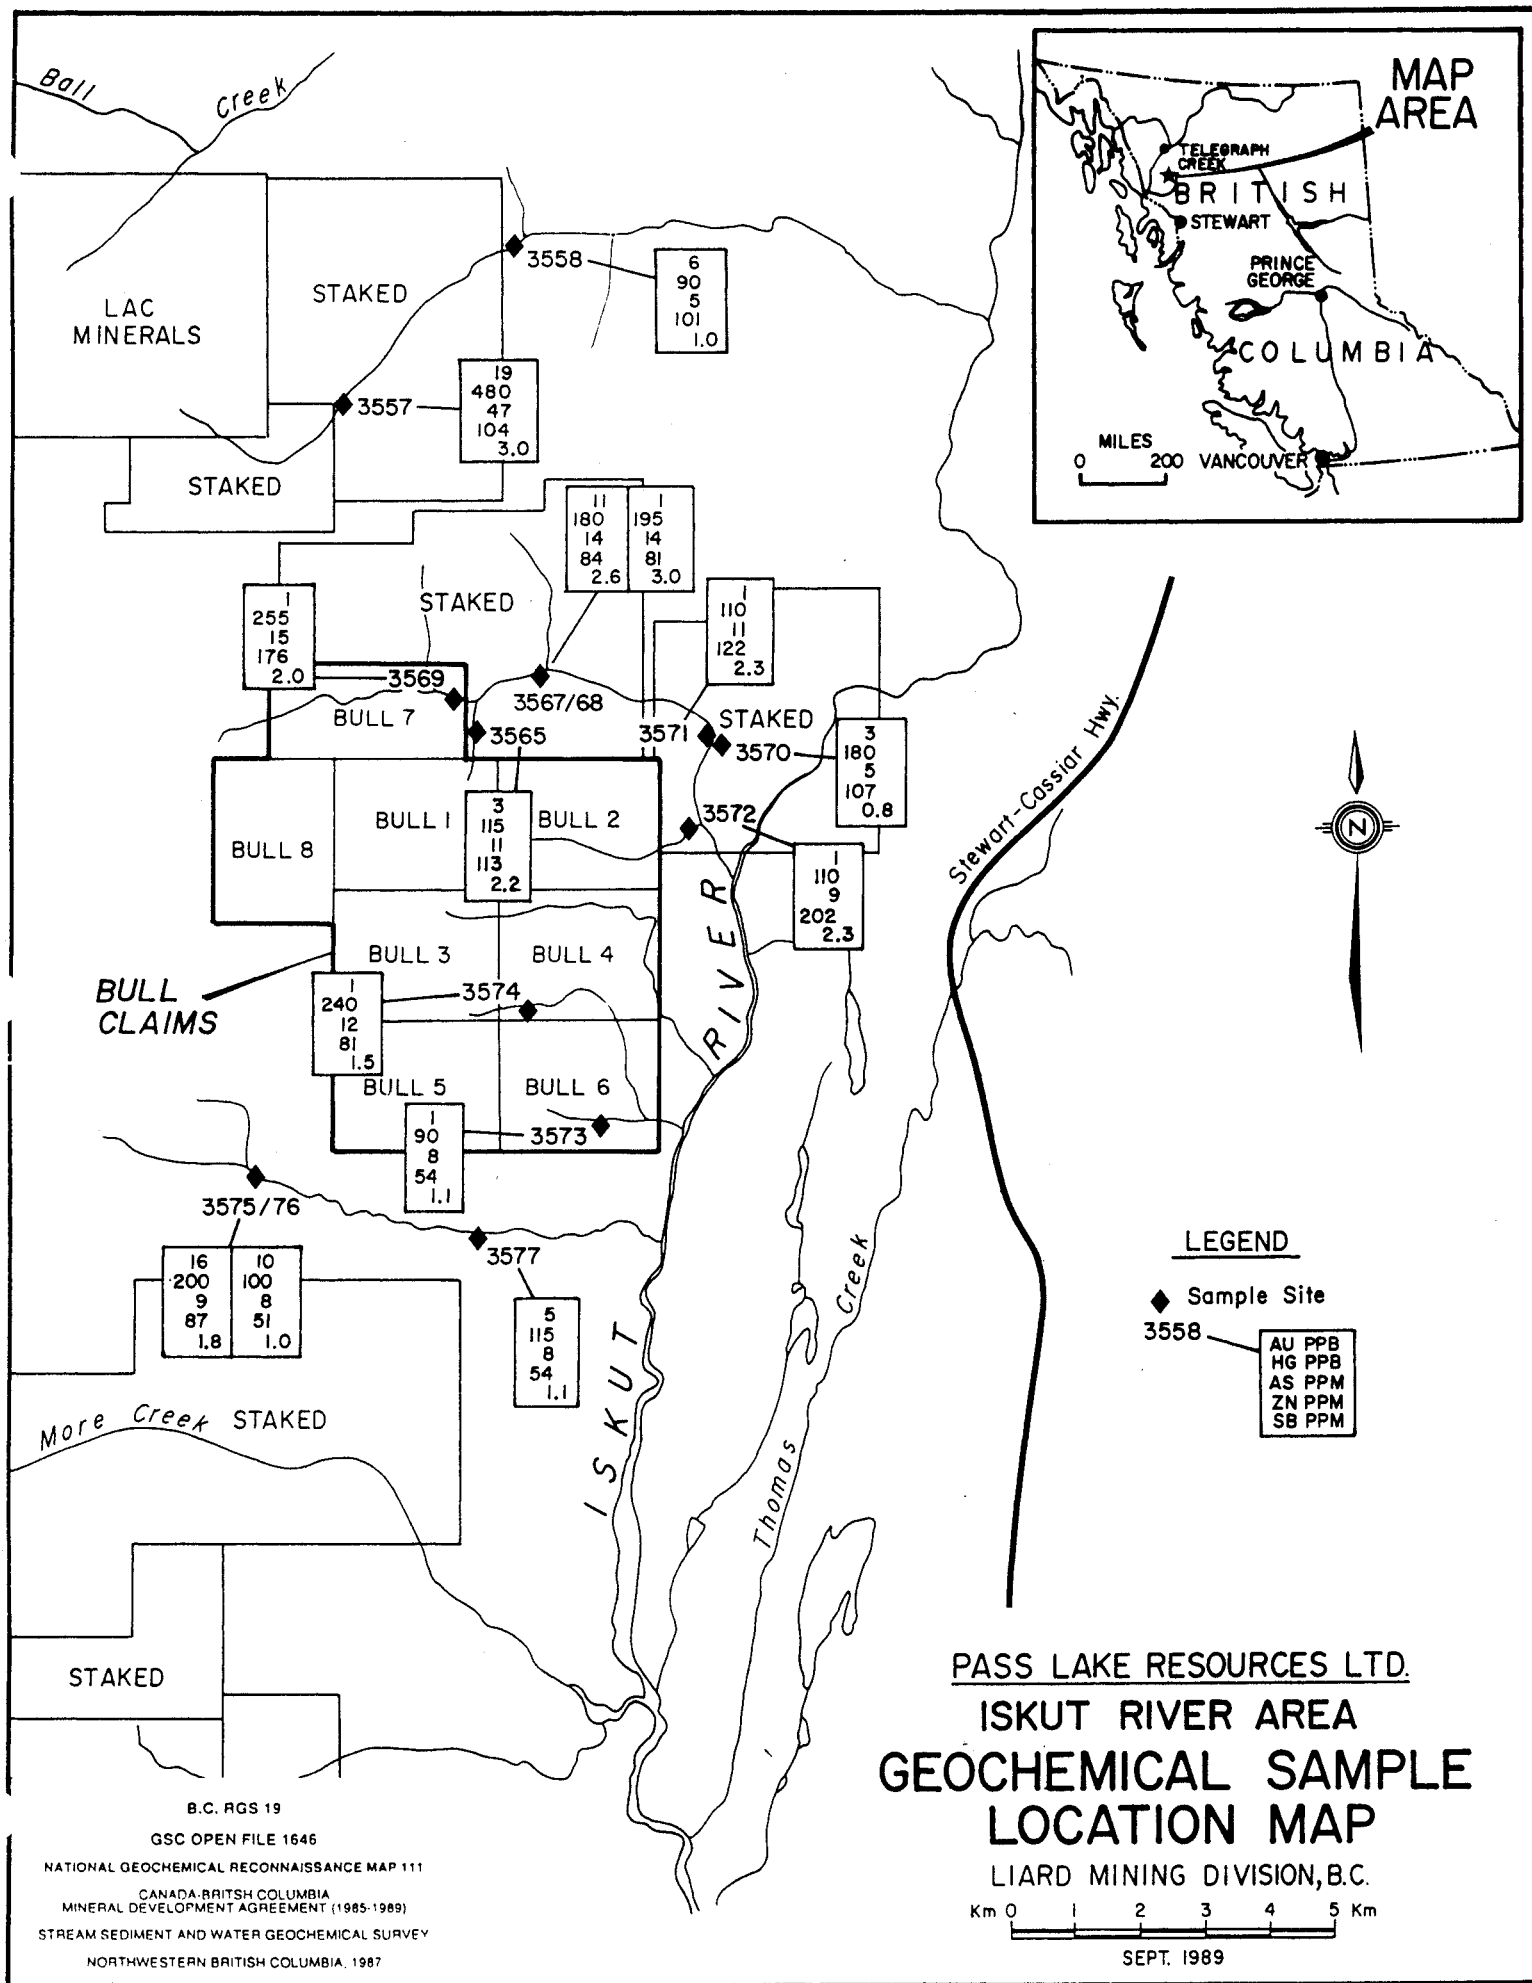 Ball Creek
MAP
AREA
TELEGRAPH
CREEK
BRITISH
STEWART
PRINCE
GEORGE
COLUMBIA
MILES
0 200
VANCOUVER
LAC
MINERALS
STAKED
3558
6
90
5
101
1.0
3557
19
480
47
104
3.0
STAKED
11
180
14
84
2.6
1
195
14
81
3.0
STAKED
1
255
15
176
2.0
3569
3567/68
1
110
11
122
2.3
BULL 7
3565
3571
STAKED
3570
3
180
5
107
0.8
BULL 8
BULL 1
3
115
11
113
2.2
BULL 2
3572
1
110
9
202
2.3
Stewart-Cassiar Hwy.
N
BULL 3
BULL 4
BULL
CLAIMS
3574
1
240
12
81
1.5
BULL 5
BULL 6
1
90
8
54
1.1
3573
3575/76
16
200
9
87
1.8
10
100
8
51
1.0
3577
5
115
8
54
1.1
ISKUT RIVER
Thomas Creek
More Creek
STAKED
STAKED
LEGEND
Sample Site
3558
AU PPB
HG PPB
AS PPM
ZN PPM
SB PPM
PASS LAKE RESOURCES LTD.
ISKUT RIVER AREA
GEOCHEMICAL SAMPLE
LOCATION MAP
LIARD MINING DIVISION, B.C.
Km 0 1 2 3 4 5 Km
SEPT. 1989
B.C. RGS 19
GSC OPEN FILE 1646
NATIONAL GEOCHEMICAL RECONNAISSANCE MAP 111
CANADA-BRITSH COLUMBIA
MINERAL DEVELOPMENT AGREEMENT (1985-1989)
STREAM SEDIMENT AND WATER GEOCHEMICAL SURVEY
NORTHWESTERN BRITISH COLUMBIA, 1987